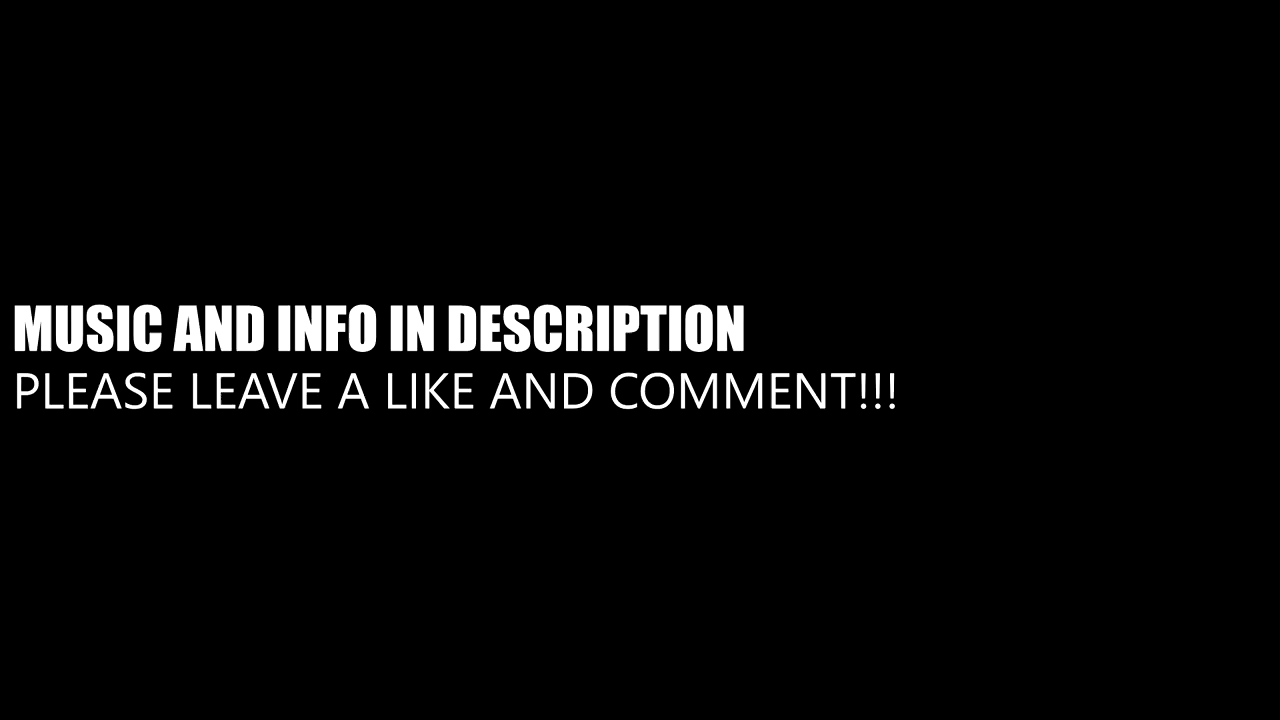 MUSIC AND INFO IN DESCRIPTION
PLEASE LEAVE A LIKE AND COMMENT!!!